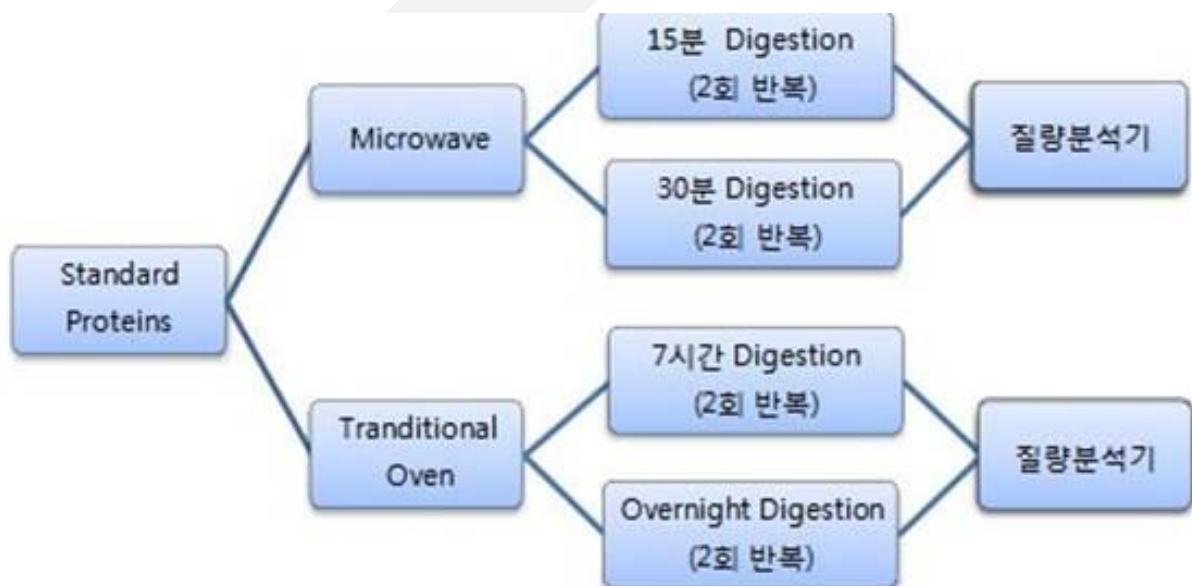 Standard
Proteins
Microwave
15분 Digestion
(2회 반복)
30분 Digestion
(2회 반복)
질량분석기
Tranditional
Oven
7시간 Digestion
(2회 반복)
Overnight Digestion
(2회 반복)
질량분석기